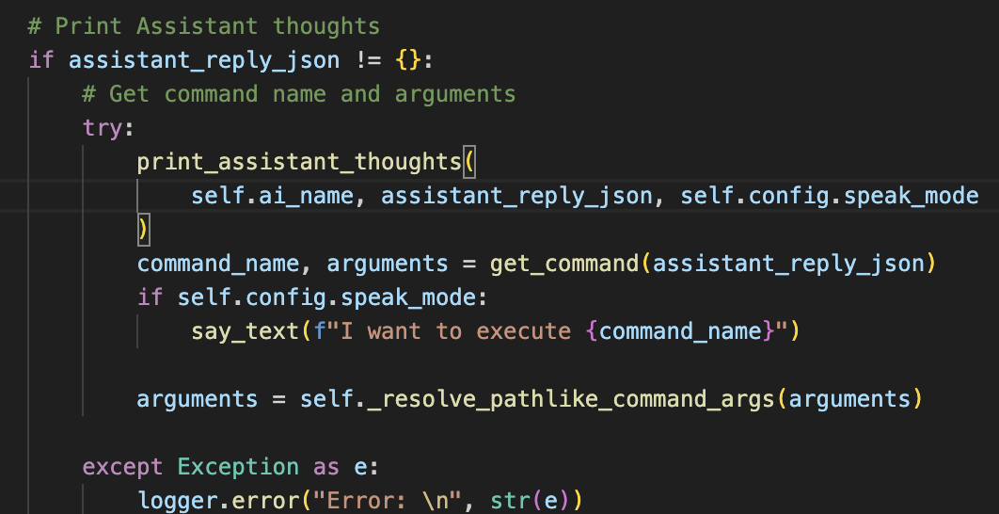 # Print Assistant thoughts
if assistant_reply_json != {}:
    # Get command name and arguments
    try:
        print_assistant_thoughts(
            self.ai_name, assistant_reply_json, self.config.speak_mode
        )
        command_name, arguments = get_command(assistant_reply_json)
        if self.config.speak_mode:
            say_text(f"I want to execute {command_name}")

        arguments = self._resolve_pathlike_command_args(arguments)

    except Exception as e:
        logger.error("Error: \n", str(e))